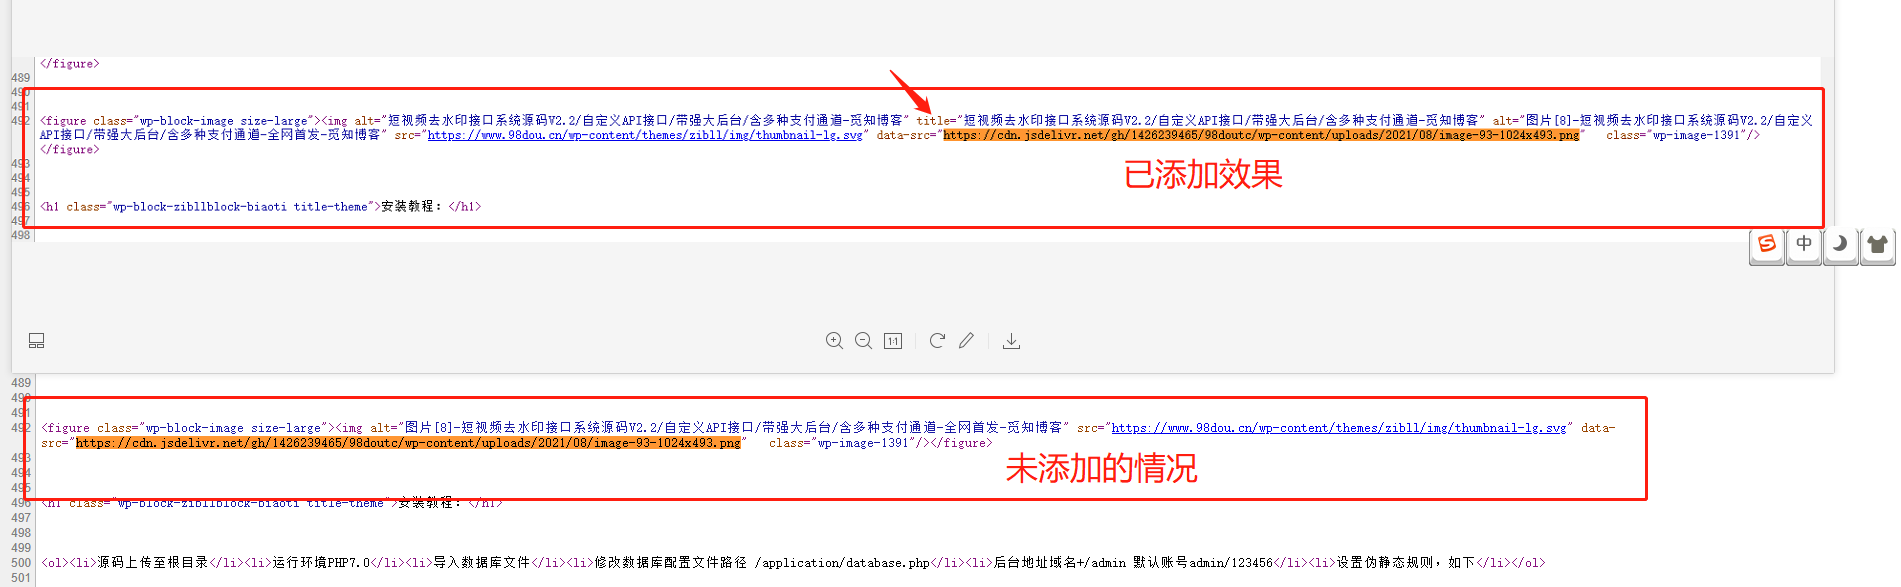 </figure>
489
490
491
492 <figure class="wp-block-image size-large"><img alt="短视频去水印接口系统源码V2.2/自定义API接口/带强大后台/含多种支付通道-觅知博客" title="短视频去水印接口系统源码V2.2/自定义API接口/带强大后台/含多种支付通道-觅知博客" alt="图片[8]-短视频去水印接口系统源码V2.2/自定义
API接口/带强大后台/含多种支付通道-全网首发-觅知博客" src="https://www.98dou.cn/wp-content/themes/zibll/img/thumbnail-lg.svg" data-src="https://cdn.jsdelivr.net/gh/1426239465/98doutc/wp-content/uploads/2021/08/image-93-1024x493.png" class="wp-image-1391"/>
</figure>
493
494
已添加效果
495
496 <h1 class="wp-block-zibllblock-biaoti title-theme">安装教程：</h1>
497
498
中
1:1
489
490
491
492 <figure class="wp-block-image size-large"><img alt="图片[8]-短视频去水印接口系统源码V2.2/自定义API接口/带强大后台/含多种支付通道-全网首发-觅知博客" src="https://www.98dou.cn/wp-content/themes/zibll/img/thumbnail-lg.svg" data-
src="https://cdn.jsdelivr.net/gh/1426239465/98doutc/wp-content/uploads/2021/08/image-93-1024x493.png" class="wp-image-1391"/></figure>
493
494
未添加的情况
495
496 <h1 class="wp-block-zibllblock-biaoti title-theme">安装教程：</h1>
497
498
499
500 <ol><li>源码上传至根目录</li><li>运行环境PHP7.0</li><li>导入数据库文件</li><li>修改数据库配置文件路径 /application/database.php</li><li>后台地址域名+/admin 默认账号admin/123456</li><li>设置伪静态规则，如下</li></ol>
501